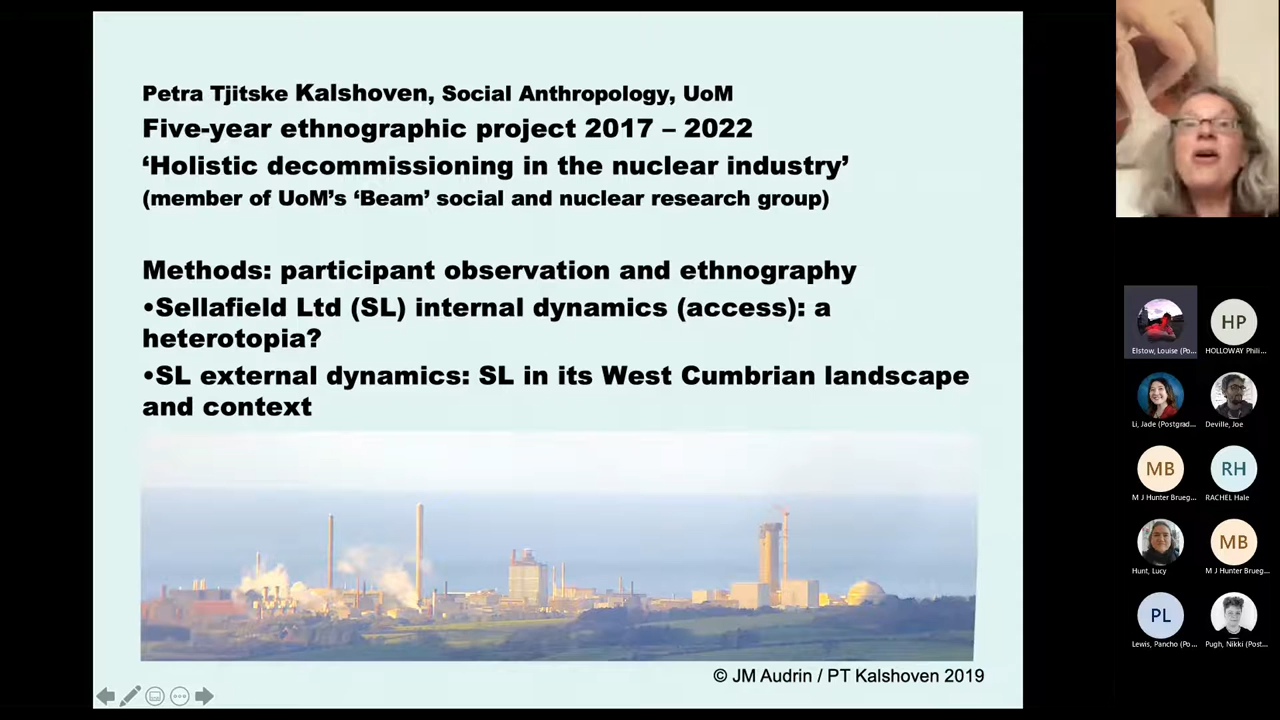 Petra Tjitske Kalshoven, Social Anthropology, UoM
Five-year ethnographic project 2017 – 2022
‘Holistic decommissioning in the nuclear industry’
(member of UoM’s ‘Beam’ social and nuclear research group)
Methods: participant observation and ethnography
•Sellafield Ltd (SL) internal dynamics (access): a
heterotopia?
•SL external dynamics: SL in its West Cumbrian landscape
and context
© JM Audrin / PT Kalshoven 2019
HP
Elstow, Louise (Po...
HOLLOWAY Phili...
Li, Jade (Postgrad...
Deville, Joe
MB
RH
M J Hunter Brueg...
RACHEL Hale
MB
Hunt, Lucy
M J Hunter Brueg...
PL
Lewis, Pancho (Po...
Pugh, Nikki (Post...